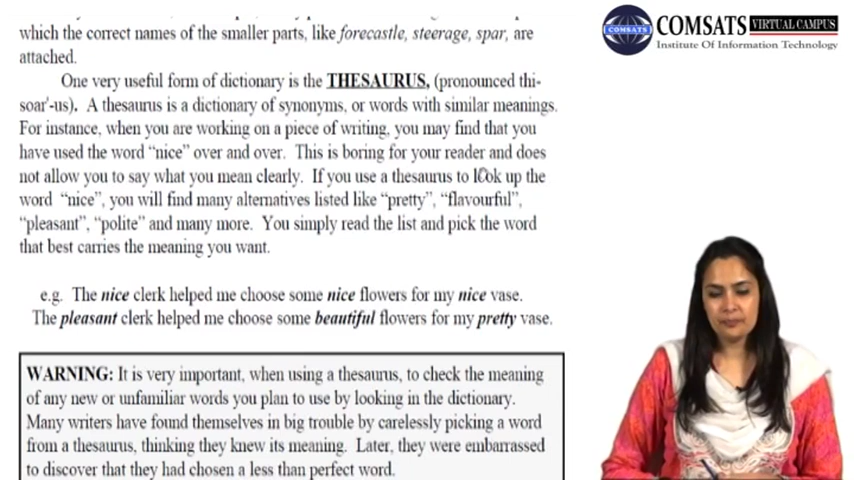 which the correct names of the smaller parts, like forecastle, steerage, spar, are
attached.
One very useful form of dictionary is the THESAURUS, (pronounced thi-
soar'-us). A thesaurus is a dictionary of synonyms, or words with similar meanings.
For instance, when you are working on a piece of writing, you may find that you
have used the word “nice” over and over. This is boring for your reader and does
not allow you to say what you mean clearly. If you use a thesaurus to look up the
word “nice”, you will find many alternatives listed like “pretty”, “flavourful”,
“pleasant”, “polite” and many more. You simply read the list and pick the word
that best carries the meaning you want.
e.g. The nice clerk helped me choose some nice flowers for my nice vase.
The pleasant clerk helped me choose some beautiful flowers for my pretty vase.
WARNING: It is very important, when using a thesaurus, to check the meaning
of any new or unfamiliar words you plan to use by looking in the dictionary.
Many writers have found themselves in big trouble by carelessly picking a word
from a thesaurus, thinking they knew its meaning. Later, they were embarrassed
to discover that they had chosen a less than perfect word.
COMSATS
COMSATS VIRTUAL CAMPUS
Institute Of Information Technology